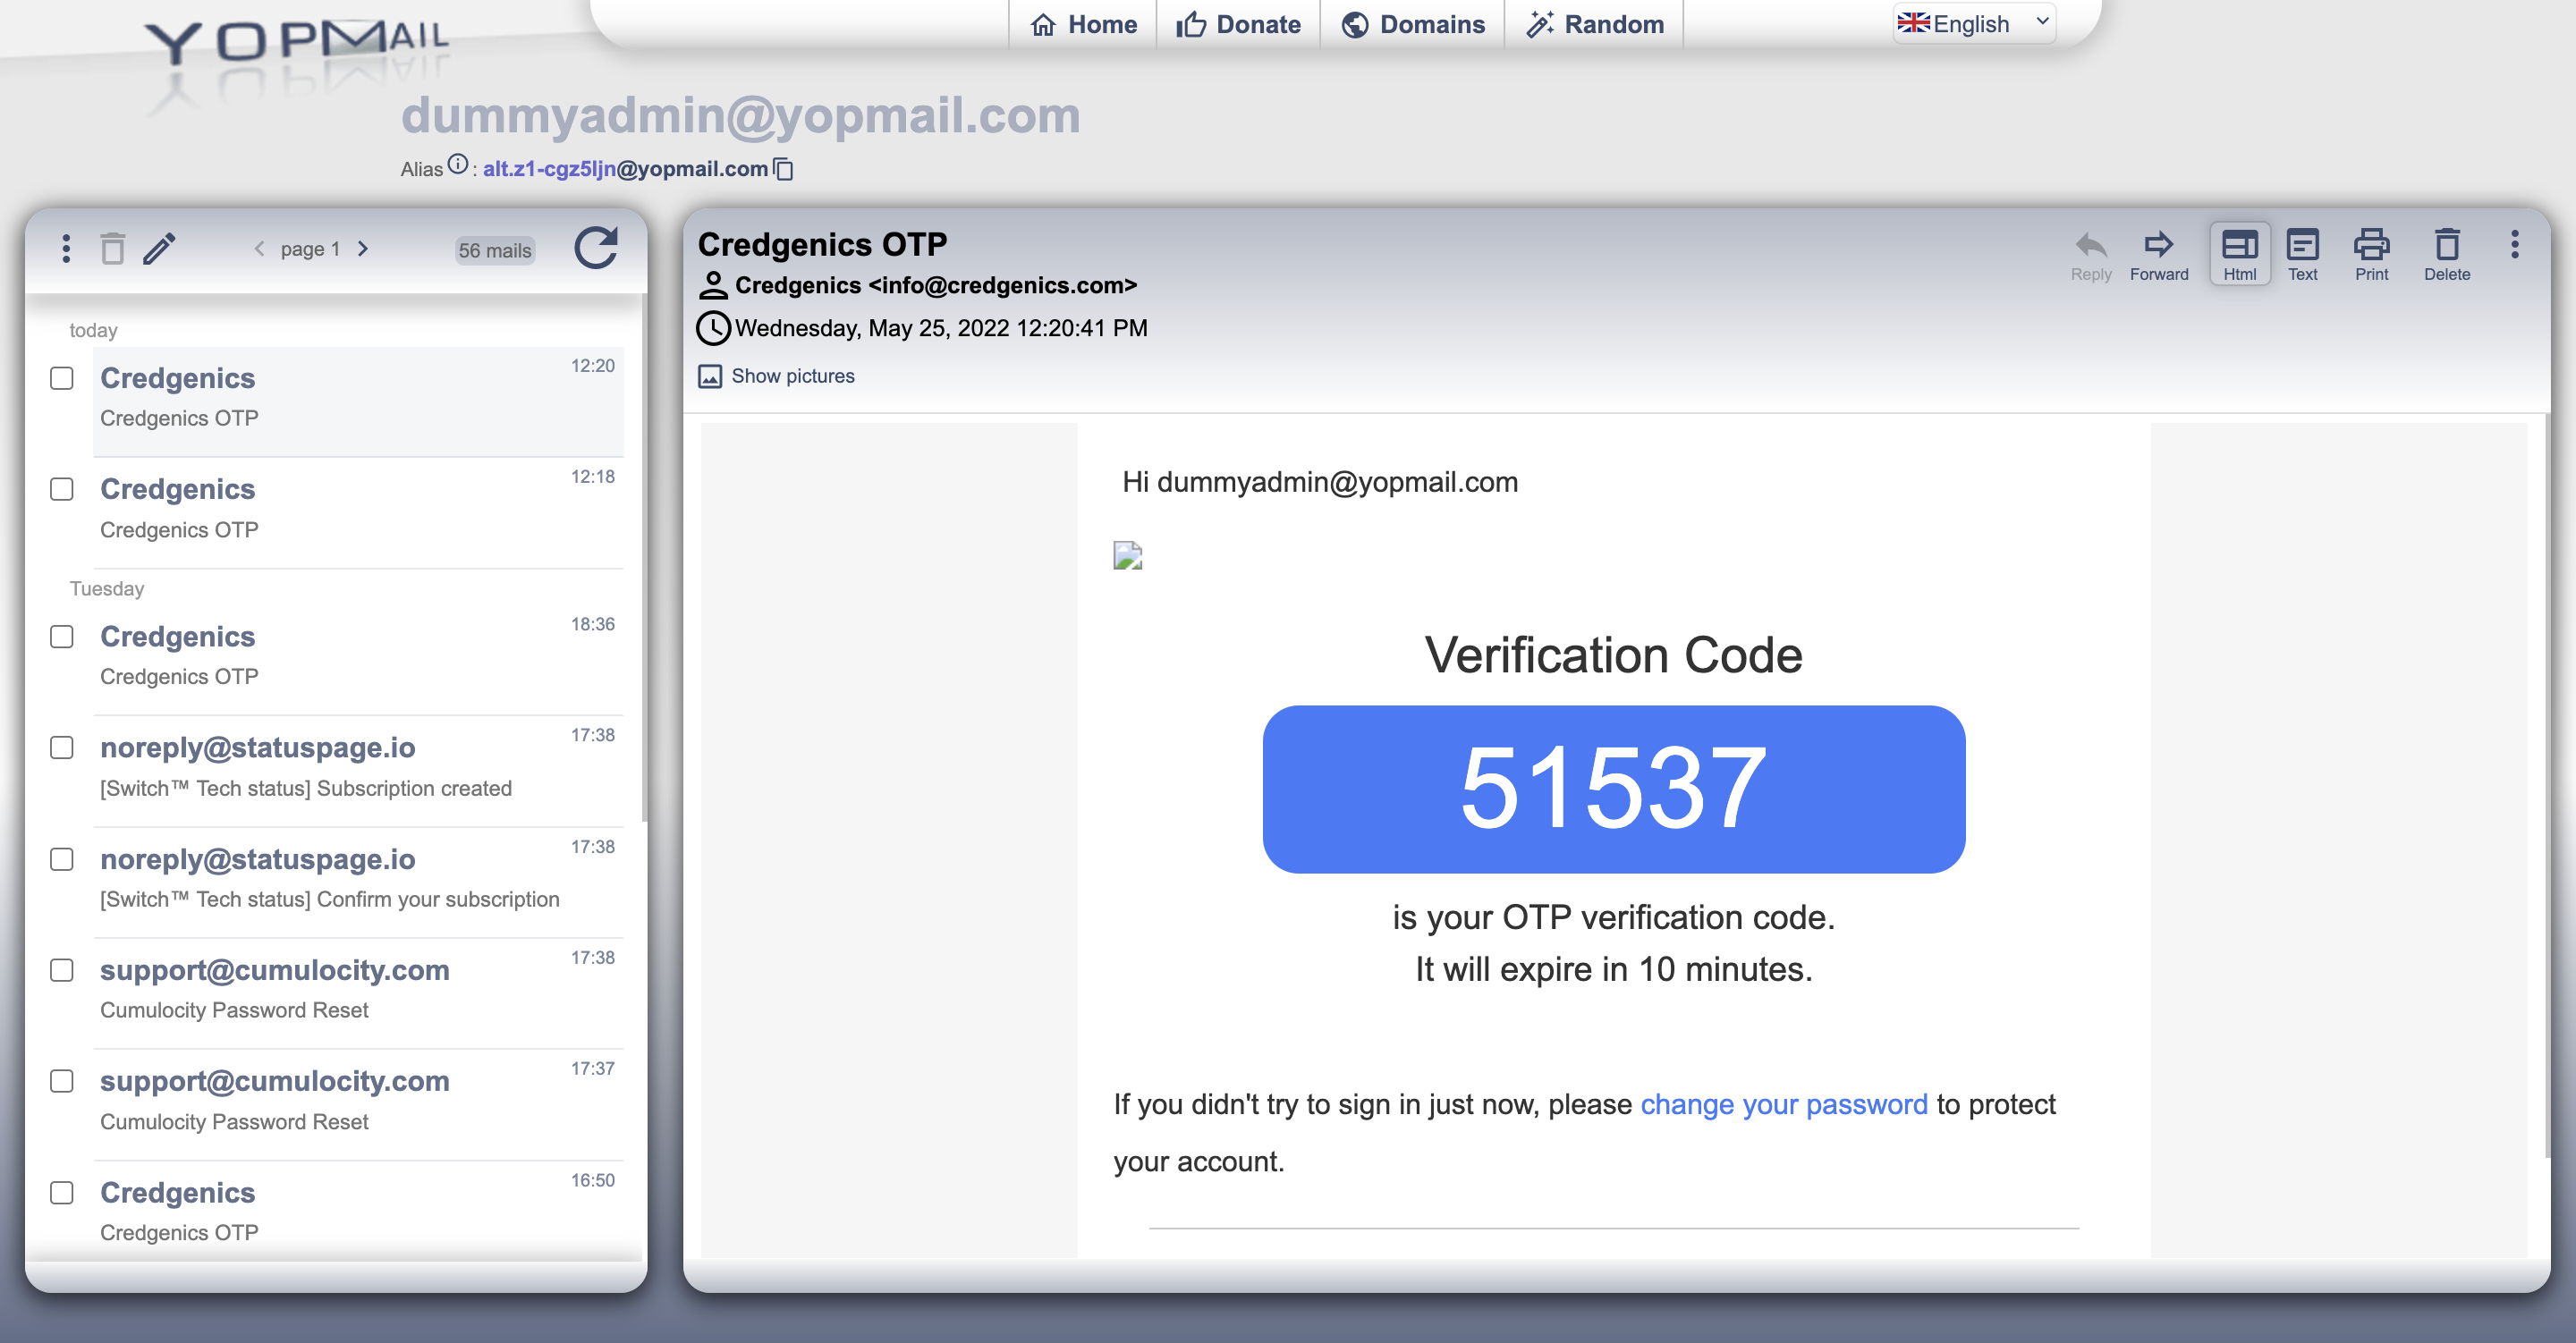 YOPMAIL
Home
Donate
Domains
Random
English
dummyadmin@yopmail.com
Alias : alt.z1-cgz5ljn@yopmail.com
page 1
56 mails
today
Credgenics 12:20
Credgenics OTP
Credgenics 12:18
Credgenics OTP
Tuesday
Credgenics 18:36
Credgenics OTP
noreply@statuspage.io 17:38
[Switch™ Tech status] Subscription created
noreply@statuspage.io 17:38
[Switch™ Tech status] Confirm your subscription
support@cumulocity.com 17:38
Cumulocity Password Reset
support@cumulocity.com 17:37
Cumulocity Password Reset
Credgenics 16:50
Credgenics OTP
Credgenics OTP
Credgenics <info@credgenics.com>
Wednesday, May 25, 2022 12:20:41 PM
Show pictures
Reply
Forward
Html
Text
Print
Delete
Hi dummyadmin@yopmail.com
Verification Code
51537
is your OTP verification code.
It will expire in 10 minutes.
If you didn't try to sign in just now, please change your password to protect
your account.